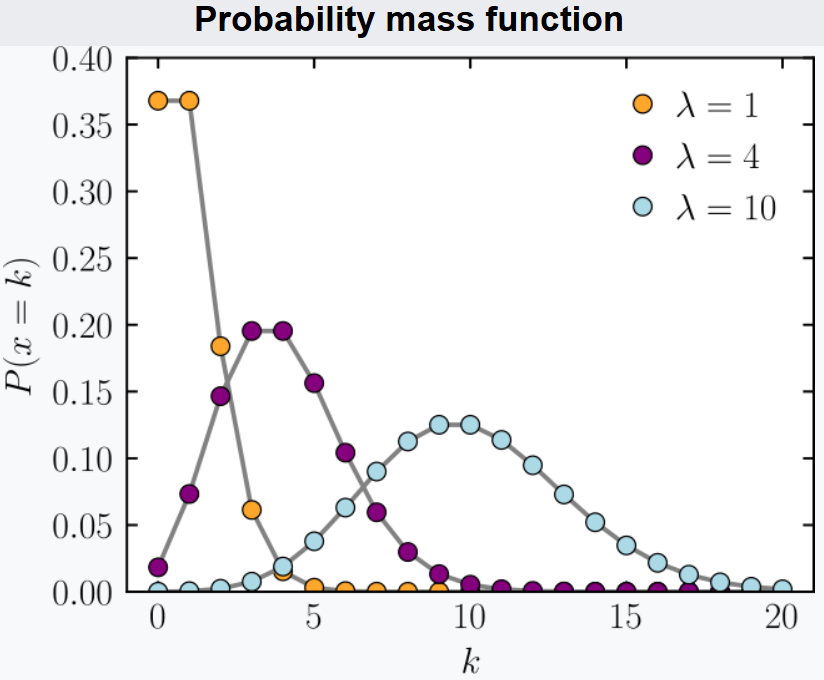 Probability mass function
0.40
0.35
0.30
0.25
0.20
0.15
0.10
0.05
0.00
P(x = k)
λ = 1
λ = 4
λ = 10
0 5 10 15 20
k